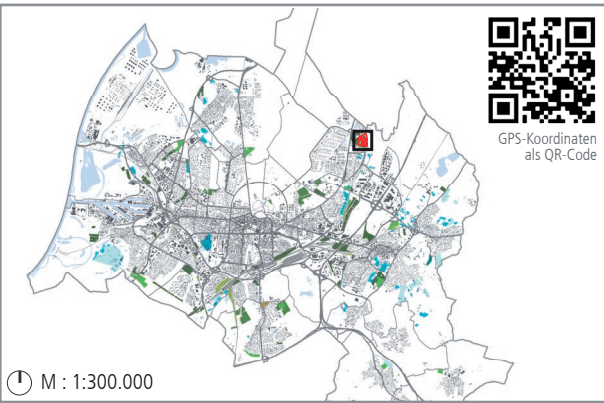 GPS-Koordinaten
als QR-Code
M : 1:300.000